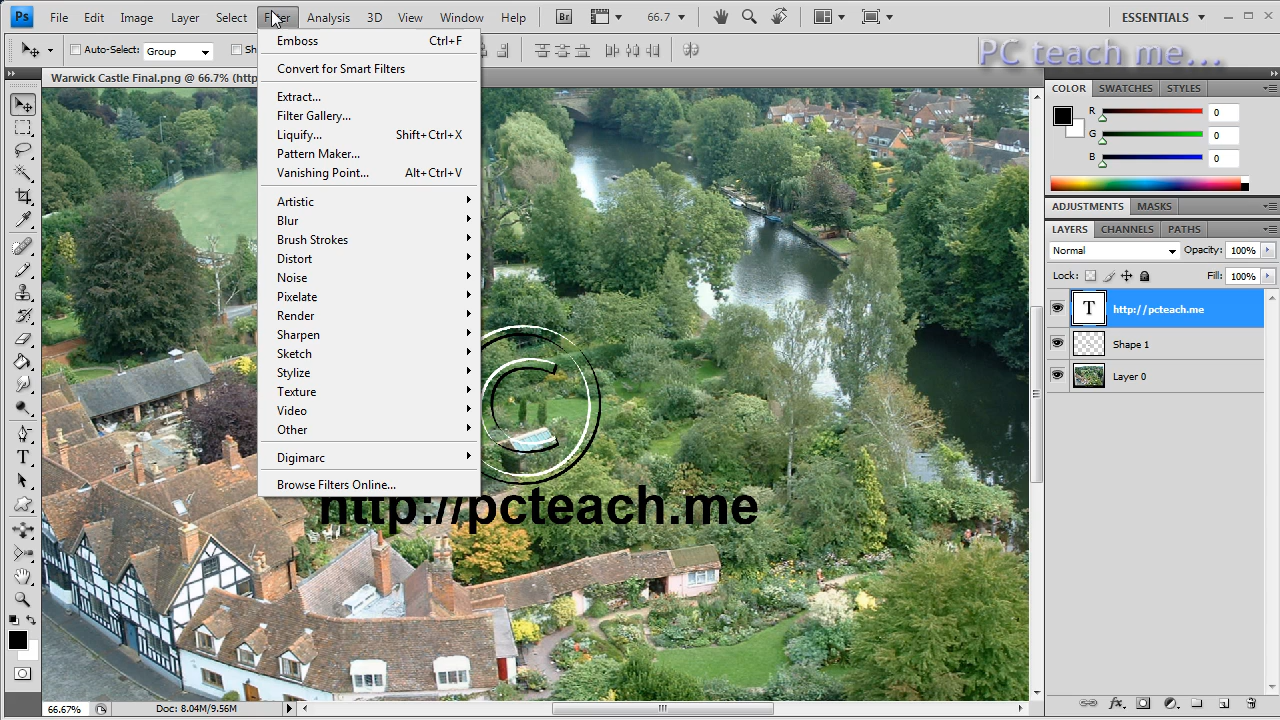 Ps File Edit Image Layer Select Filter Analysis 3D View Window Help Br 66.7 ESSENTIALS
Auto-Select: Group Sh
PC teach me...
Warwick Castle Final.png @ 66.7% (http
Emboss Ctrl+F
Convert for Smart Filters
Extract...
Filter Gallery...
Liquify... Shift+Ctrl+X
Pattern Maker...
Vanishing Point... Alt+Ctrl+V
Artistic
Blur
Brush Strokes
Distort
Noise
Pixelate
Render
Sharpen
Sketch
Stylize
Texture
Video
Other
Digimarc
Browse Filters Online...
©
http://pcteach.me
COLOR SWATCHES STYLES
R 0
G 0
B 0
ADJUSTMENTS MASKS
LAYERS CHANNELS PATHS
Normal Opacity: 100%
Lock: Fill: 100%
T http://pcteach.me
Shape 1
Layer 0
66.67% Doc: 8.04M/9.56M